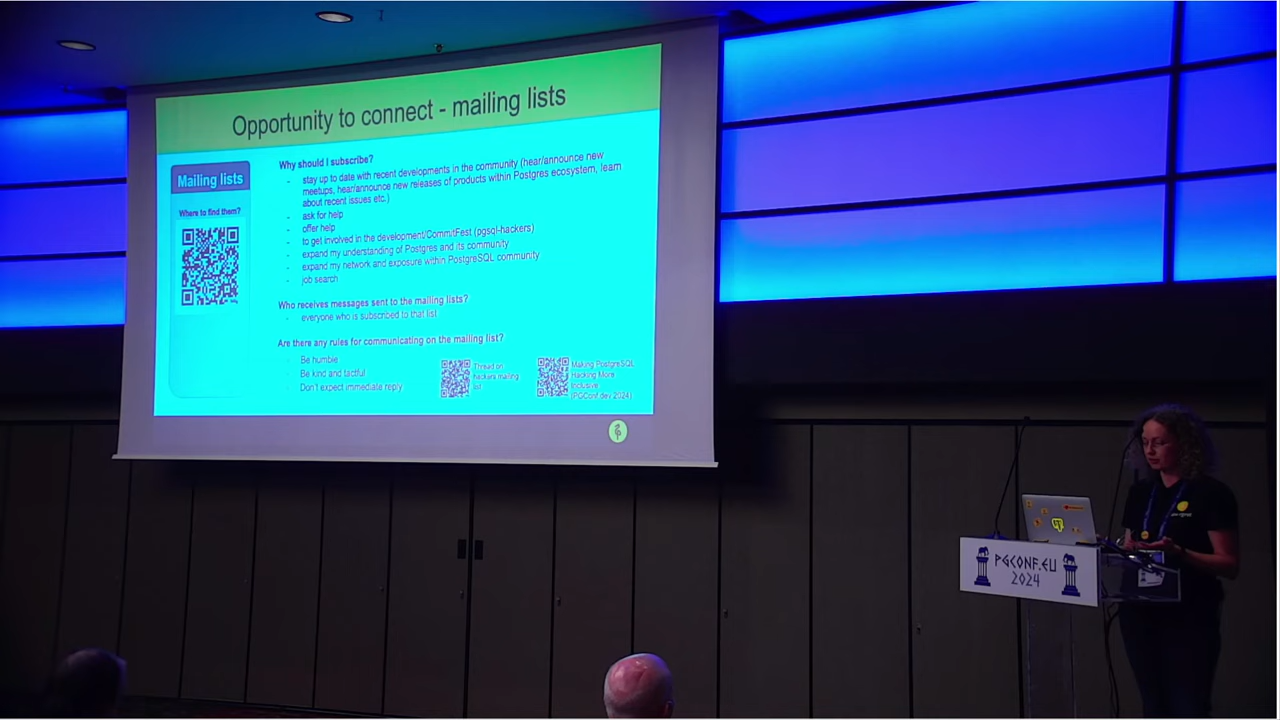 Opportunity to connect - mailing lists
Mailing lists
Where to find them?
Why should I subscribe?
- stay up to date with recent developments in the community (hear/announce new
meetups, hear/announce new releases of products within Postgres ecosystem, learn
about recent issues etc.)
- ask for help
- offer help
- to get involved in the development/CommitFest (pgsql-hackers)
- expand my understanding of Postgres and its community
- expand my network and exposure within PostgreSQL community
- job search
Who receives messages sent to the mailing lists?
- everyone who is subscribed to that list
Are there any rules for communicating on the mailing list?
- Be humble
- Be kind and tactful
- Don't expect immediate reply
Thread on
hackers mailing
list
Making PostgreSQL
Hacking More
Inclusive
(PGConf.dev 2024)
PGCONF.EU
2024